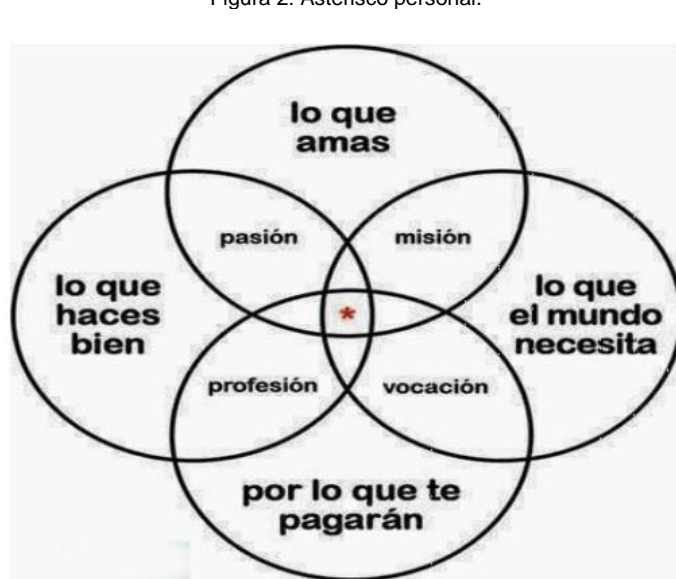 Figura 2. Asterisco personal.
lo que
amas
pasión
misión
lo que
haces
bien
*
lo que
el mundo
necesita
profesión
vocación
por lo que te
pagarán